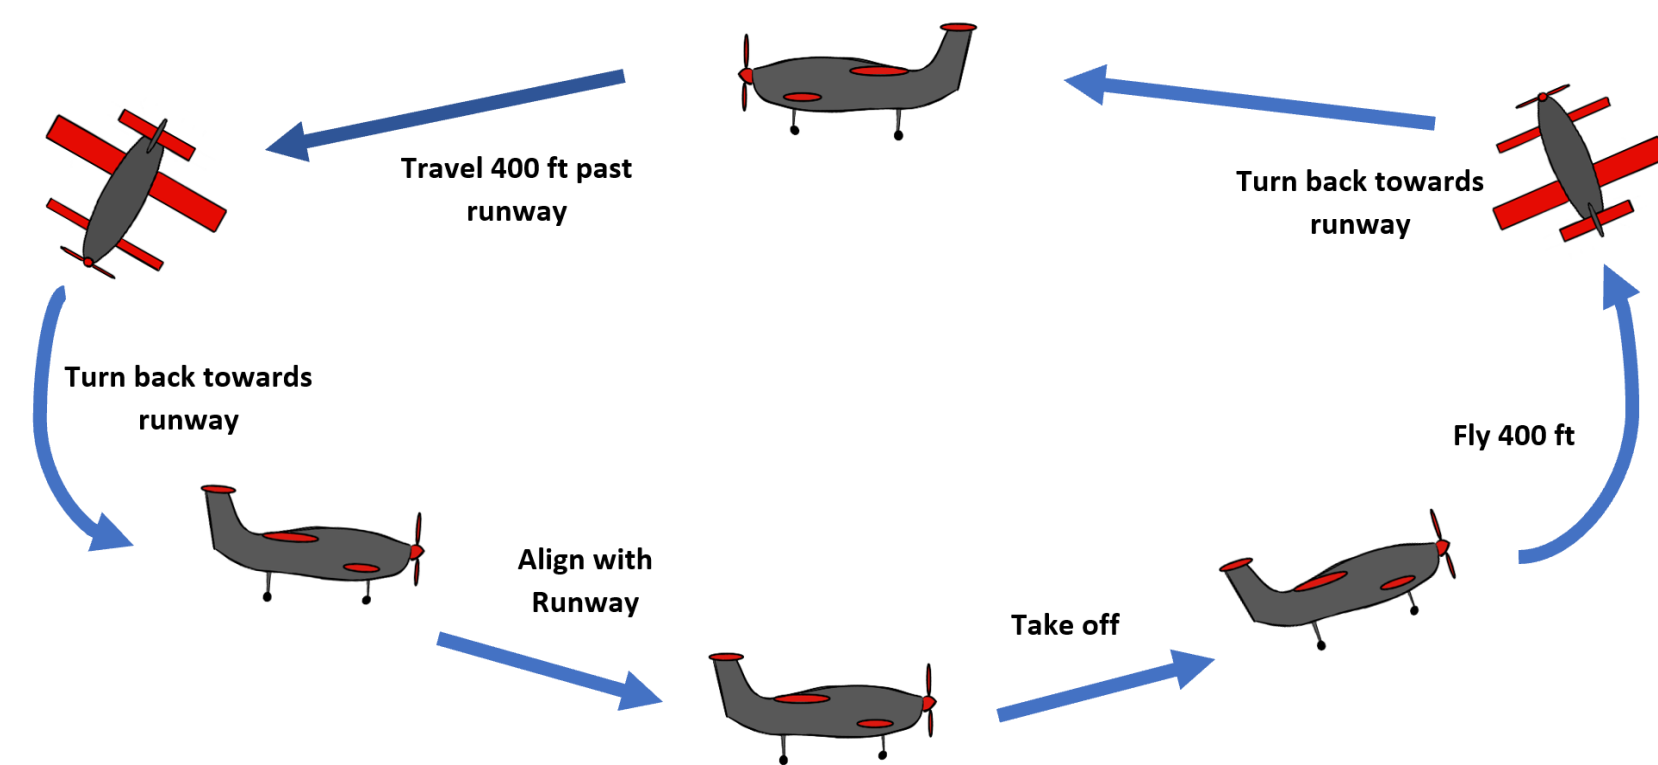 Travel 400 ft past
runway
Turn back towards
runway
Turn back towards
runway
Fly 400 ft
Align with
Runway
Take off